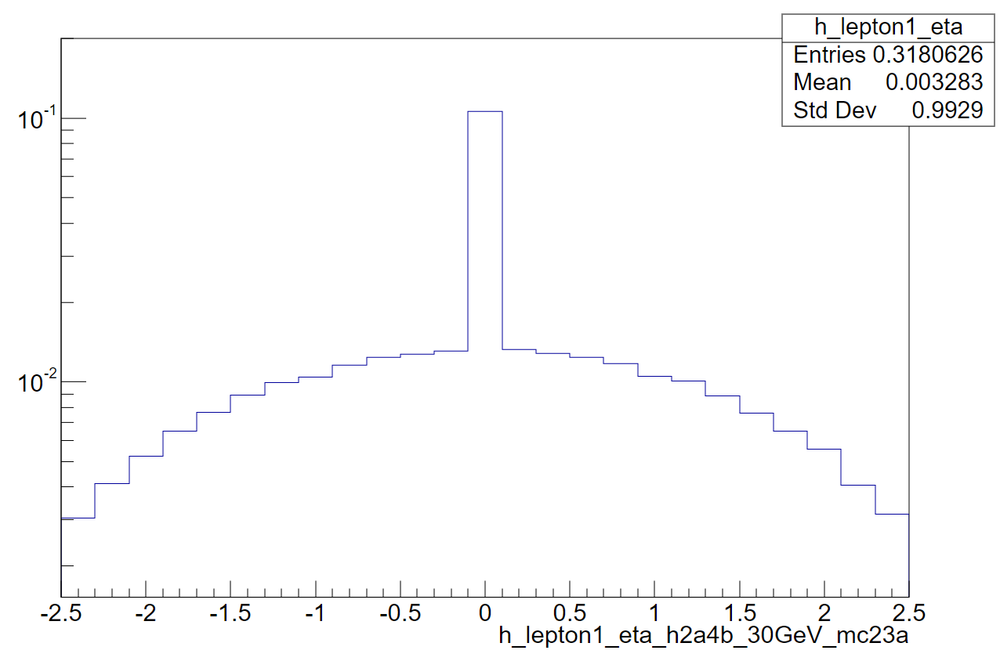 h_lepton1_eta
Entries 0.3180626
Mean 0.003283
Std Dev 0.9929
10-1
10-2
-2.5 -2 -1.5 -1 -0.5 0 0.5 1 1.5 2 2.5
h_lepton1_eta_h2a4b_30GeV_mc23a